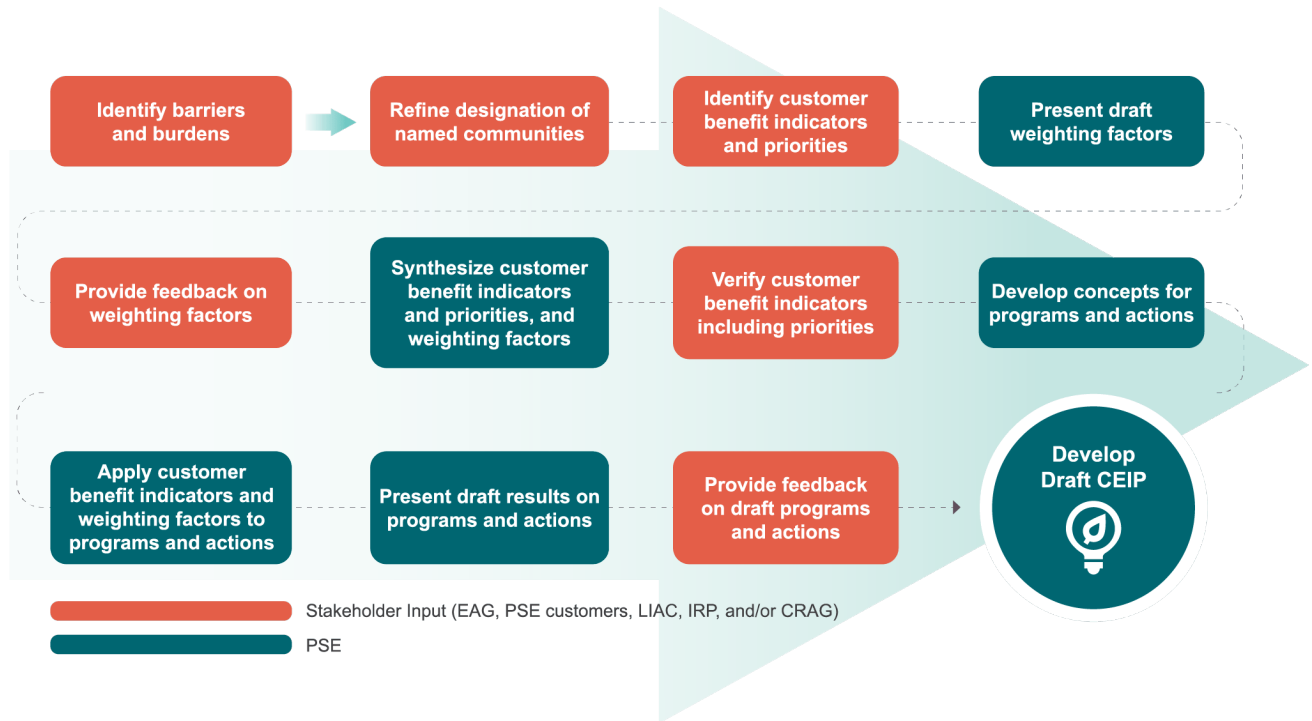 Identify barriers
and burdens
Refine designation of
named communities
Identify customer
benefit indicators
and priorities
Present draft
weighting factors
Provide feedback on
weighting factors
Synthesize customer
benefit indicators
and priorities, and
weighting factors
Verify customer
benefit indicators
including priorities
Develop concepts for
programs and actions
Apply customer
benefit indicators and
weighting factors to
programs and actions
Present draft results on
programs and actions
Provide feedback
on draft programs
and actions
Develop
Draft CEIP
Stakeholder Input (EAG, PSE customers, LIAC, IRP, and/or CRAG)
PSE